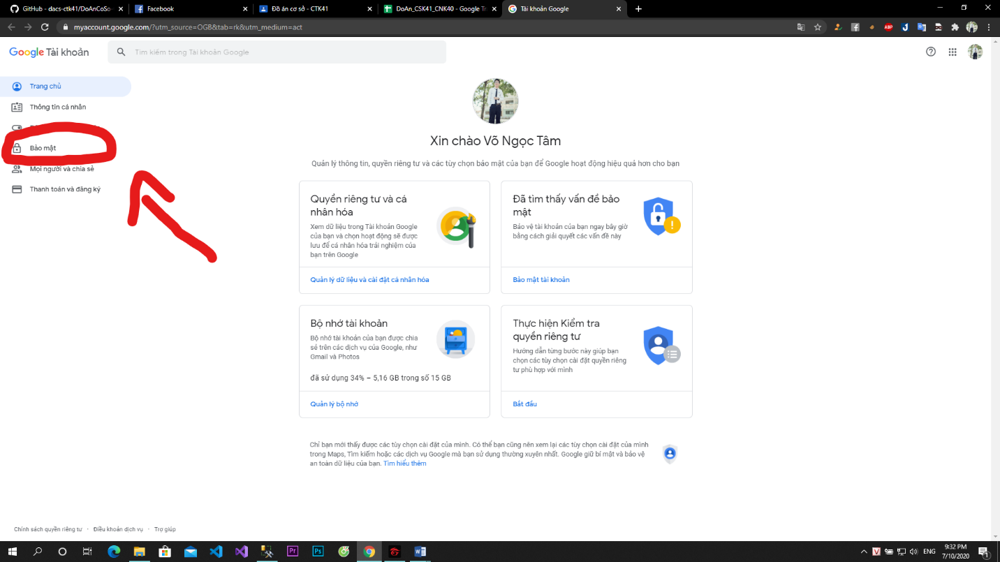 GitHub - dacs-ctk41/DoAnCoSo-
Facebook
Đồ án cơ sở - CTK41
DoAn_CSK41_CNK40 - Google Tr
Tài khoản Google
myaccount.google.com/?utm_source=OGB&tab=rk&utm_medium=act
ABP
Google Tài khoản
Tìm kiếm trong Tài khoản Google
Trang chủ
Thông tin cá nhân
Bảo mật
Mọi người và chia sẻ
Thanh toán và đăng ký
Xin chào Võ Ngọc Tâm
Quản lý thông tin, quyền riêng tư và các tùy chọn bảo mật của bạn để Google hoạt động hiệu quả hơn cho bạn
Quyền riêng tư và cá
nhân hóa
Xem dữ liệu trong Tài khoản Google
của bạn và chọn hoạt động sẽ được
lưu để cá nhân hóa trải nghiệm của
bạn trên Google
Quản lý dữ liệu và cài đặt cá nhân hóa
Đã tìm thấy vấn đề bảo
mật
Bảo vệ tài khoản của bạn ngay bây giờ
bằng cách giải quyết các vấn đề này
Bảo mật tài khoản
Bộ nhớ tài khoản
Bộ nhớ tài khoản của bạn được chia
sẻ trên các dịch vụ của Google, như
Gmail và Photos
đã sử dụng 34% – 5,16 GB trong số 15 GB
Quản lý bộ nhớ
Thực hiện Kiểm tra
quyền riêng tư
Hướng dẫn từng bước này giúp bạn
chọn các tùy chọn cài đặt quyền riêng
tư phù hợp với mình
Bắt đầu
Chỉ bạn mới thấy được các tùy chọn cài đặt của mình. Có thể bạn cũng nên xem lại các tùy chọn cài đặt của mình
trong Maps, Tìm kiếm hoặc các dịch vụ Google mà bạn sử dụng thường xuyên nhất. Google giữ bí mật và bảo vệ
an toàn dữ liệu của bạn. Tìm hiểu thêm
Chính sách quyền riêng tư · Điều khoản dịch vụ · Trợ giúp
Pr
Ps
ENG
9:32 PM
7/10/2020
1